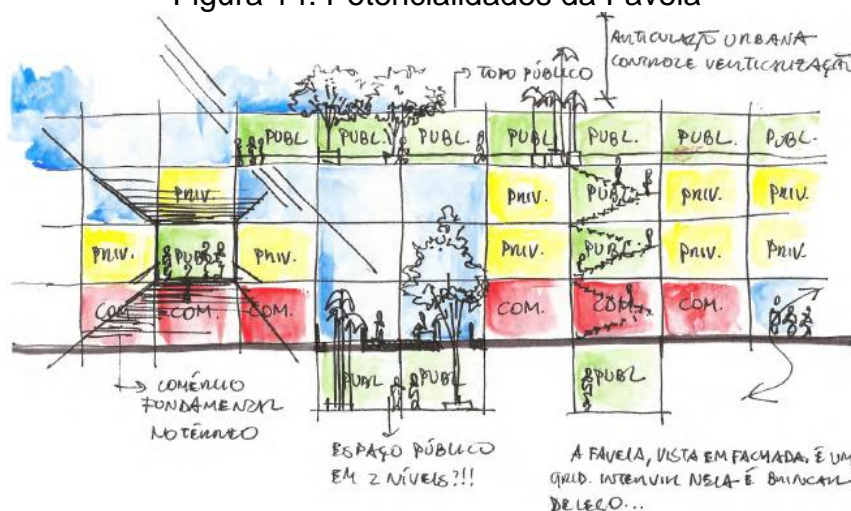 Figura 14: Potencialidades da Favela
ARTICULAÇÃO URBANA
CONTROLE VERTICALIZAÇÃO
TOPO PÚBLICO
PUBL PUBL. PUBL. PUBL. PUBL. PUBL. PUBL.
PRIV. PRIV. PUBL PRIV. PRIV.
PRIV. PUBL PRIV. PRIV. PUBL PRIV. PRIV.
COM. COM. COM. COM. COM. COM.
PUBL PUBL PUBL
COMÉRCIO
FUNDAMENTAL
NO TÉRREO
ESPAÇO PÚBLICO
EM 2 NÍVEIS?!!
A FAVELA, VISTA EM FACHADA, É UM
GRID. INTERVIR NELA É BRINCAR
DE LEGO...